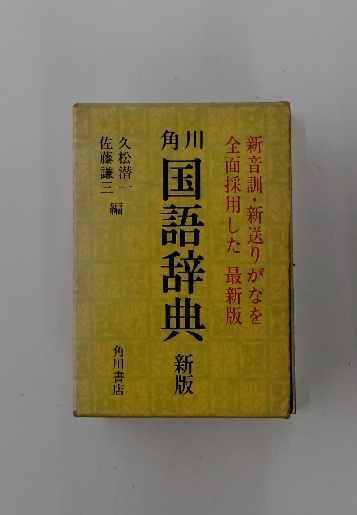 新音訓・新送りがなを
全面採用した 最新版
角川
国語辞典
新版
久松潜一
佐藤謙三
編
角川書店